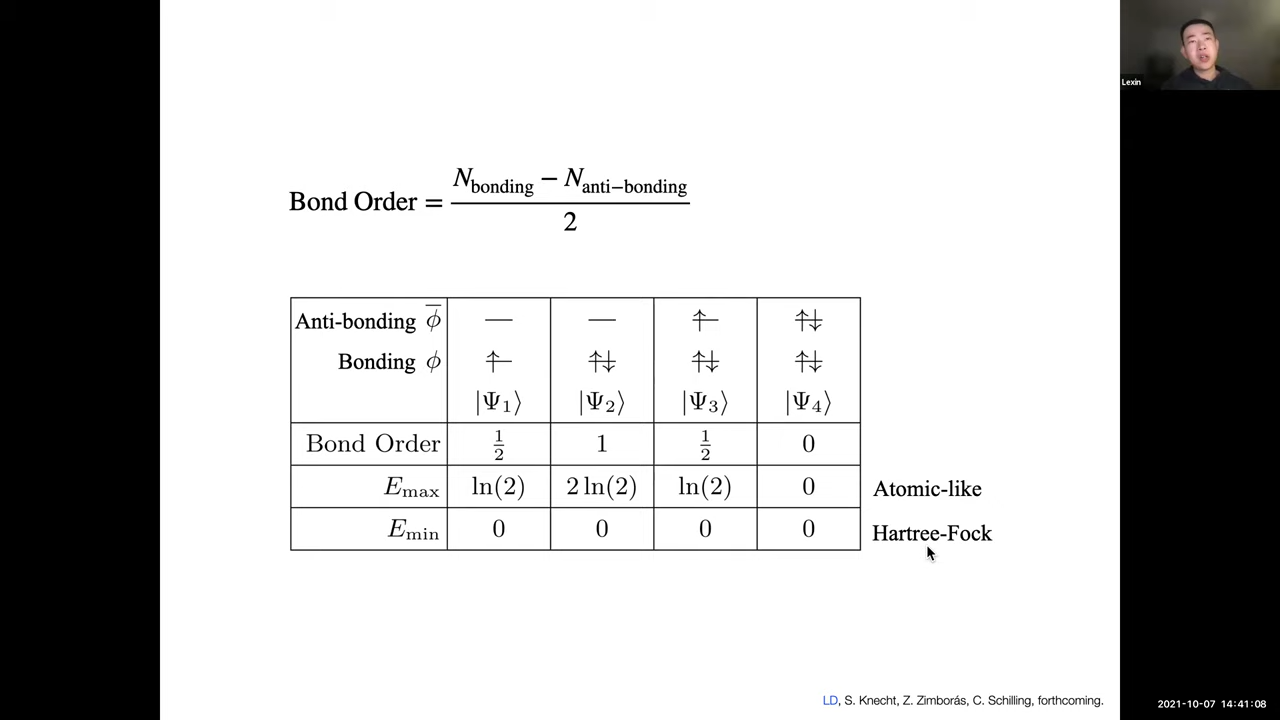 Lexin
Bond Order = (N_bonding − N_anti−bonding) / 2
Anti-bonding ϕ̅ — — ↑ ↑↓
Bonding ϕ ↑ ↑↓ ↑↓ ↑↓
|Ψ₁⟩ |Ψ₂⟩ |Ψ₃⟩ |Ψ₄⟩
Bond Order 1/2 1 1/2 0
E_max ln(2) 2 ln(2) ln(2) 0 Atomic-like
E_min 0 0 0 0 Hartree-Fock
LD, S. Knecht, Z. Zimborás, C. Schilling, forthcoming.
2021-10-07 14:41:08